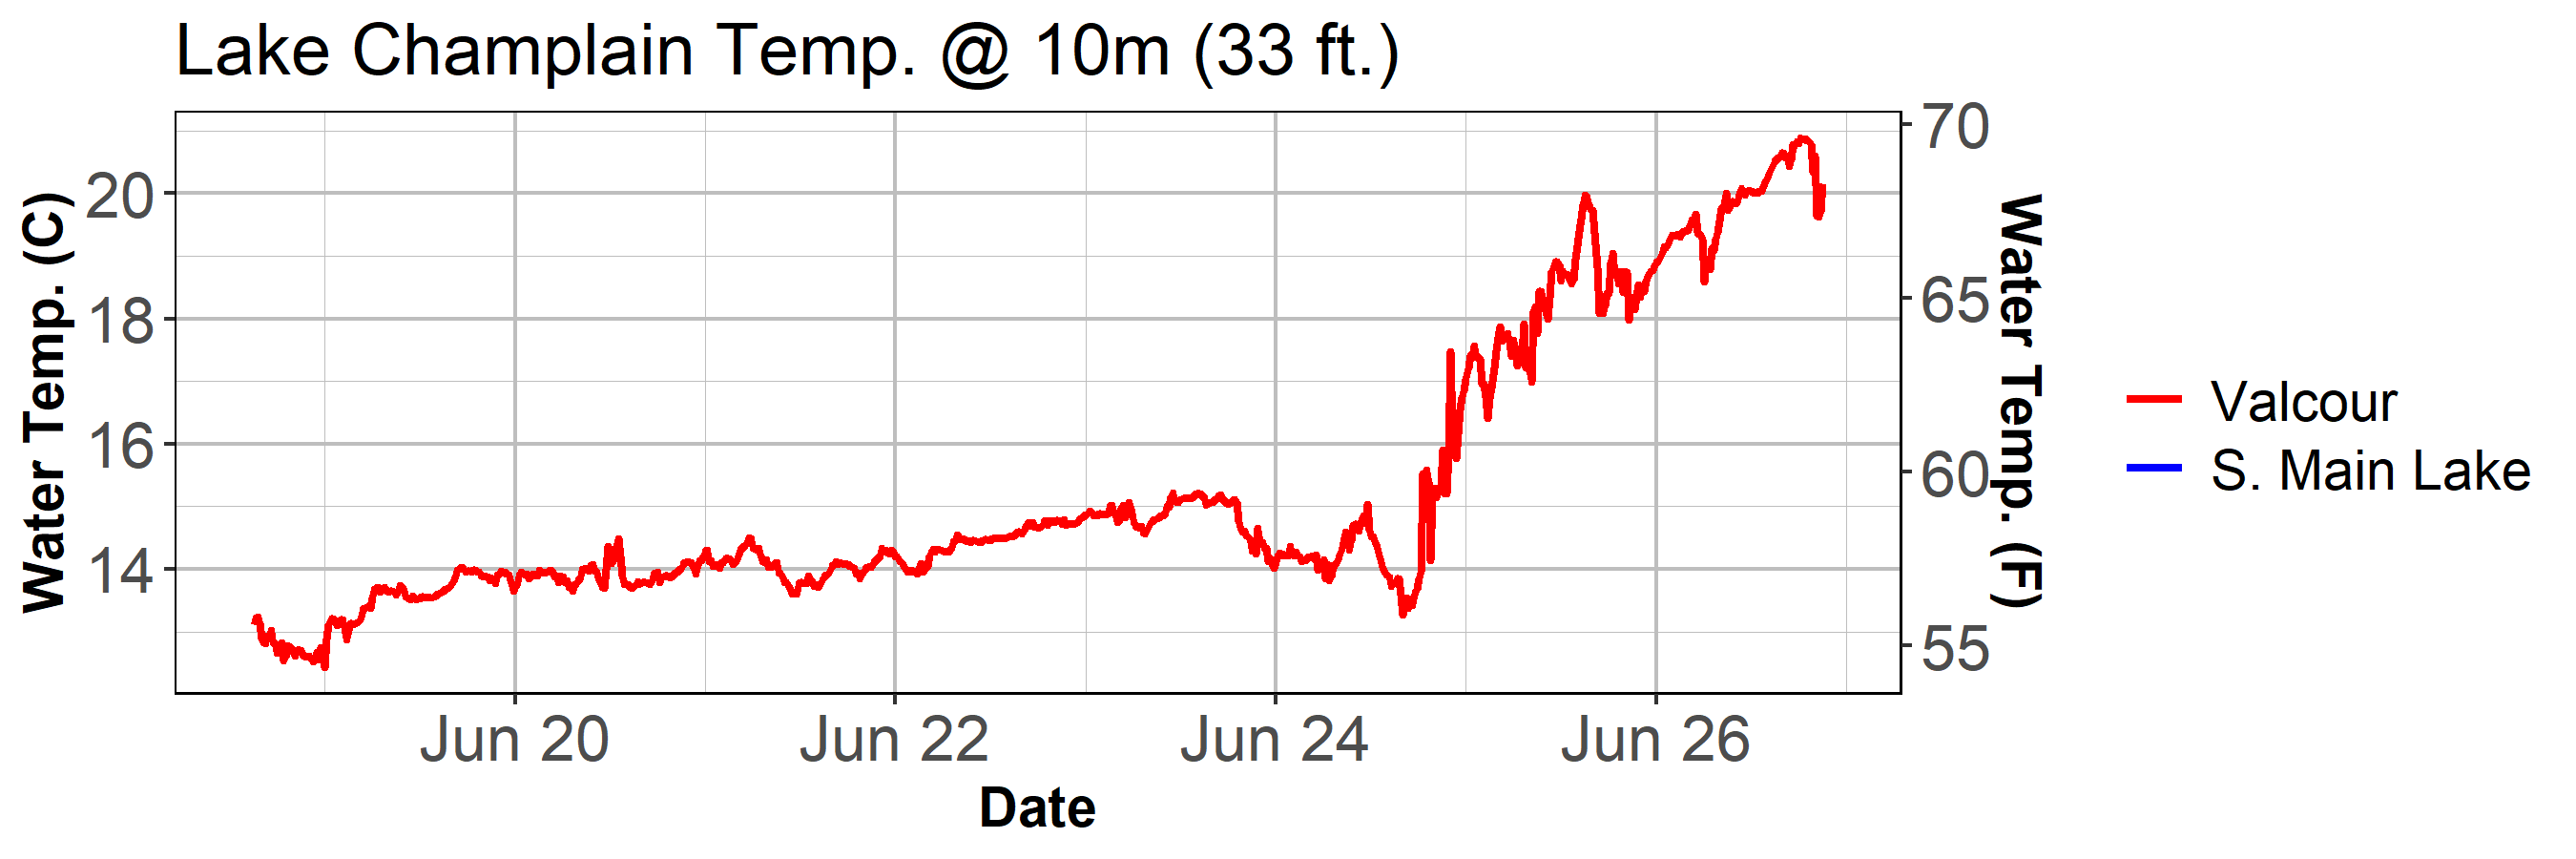 Lake Champlain Temp. @ 10m (33 ft.)
Water Temp. (C)
20
18
16
14
70
65
60
55
Water Temp. (F)
Jun 20
Jun 22
Jun 24
Jun 26
Date
Valcour
S. Main Lake